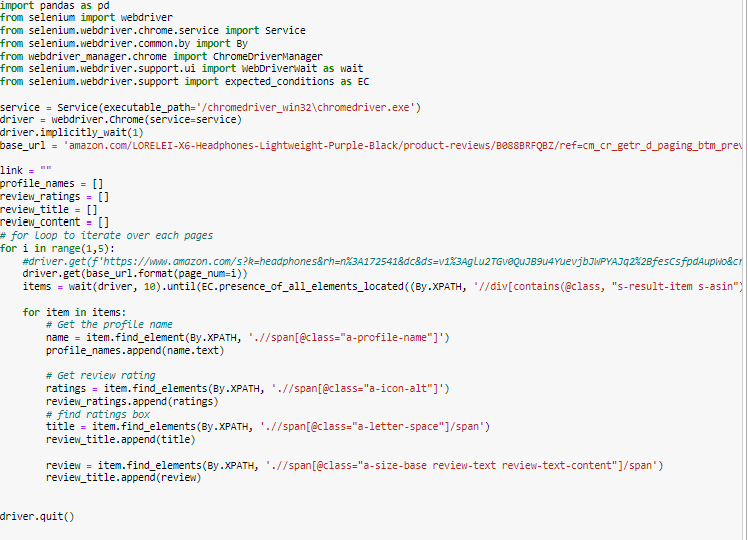 import pandas as pd
from selenium import webdriver
from selenium.webdriver.chrome.service import Service
from selenium.webdriver.common.by import By
from webdriver_manager.chrome import ChromeDriverManager
from selenium.webdriver.support.ui import WebDriverWait as wait
from selenium.webdriver.support import expected_conditions as EC
service = Service(executable_path='/chromedriver_win32\chromedriver.exe')
driver = webdriver.Chrome(service=service)
driver.implicitly_wait(1)
base_url = 'amazon.com/LORELEI-X6-Headphones-Lightweight-Purple-Black/product-reviews/B088BRFQBZ/ref=cm_cr_getr_d_paging_btm_prev
link = ""
profile_names = []
review_ratings = []
review_title = []
review_content = []
# for Loop to iterate over each pages
for i in range(1,5):
    #driver.get(f'https://www.amazon.com/s?k=headphones&rh=n%3A172541&dc&ds=v1%3Aglu2TGv0QuJB9u4YuevjbJWPYAJq2%2BfesCsfpdAupWo&cr
    driver.get(base_url.format(page_num=i))
    items = wait(driver, 10).until(EC.presence_of_all_elements_located((By.XPATH, '//div[contains(@class, "s-result-item s-asin")
    for item in items:
        # Get the profile name
        name = item.find_element(By.XPATH, './/span[@class="a-profile-name"]')
        profile_names.append(name.text)
        # Get review rating
        ratings = item.find_elements(By.XPATH, './/span[@class="a-icon-alt"]')
        review_ratings.append(ratings)
        # find ratings box
        title = item.find_elements(By.XPATH, './/span[@class="a-letter-space"]/span')
        review_title.append(title)
        review = item.find_elements(By.XPATH, './/span[@class="a-size-base review-text review-text-content"]/span')
        review_title.append(review)
driver.quit()